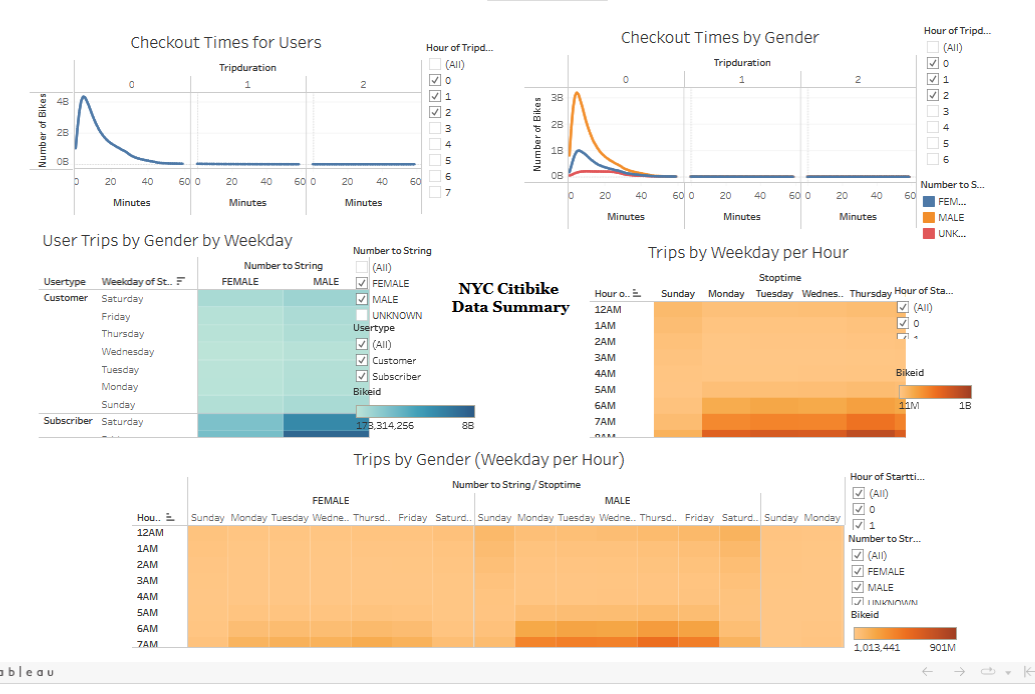 Checkout Times for Users
Tripduration
0 1 2
Number of Bikes
4B
2B
0B
0 20 40 60 0 20 40 60 0 20 40 60
Minutes Minutes Minutes
Hour of Tripd...
(All)
0
1
2
3
4
5
6
7
Checkout Times by Gender
Tripduration
0 1 2
Number of Bikes
3B
2B
1B
0B
0 20 40 60 0 20 40 60 0 20 40 60
Minutes Minutes Minutes
Hour of Tripd...
(All)
0
1
2
3
4
5
6
Number to S...
FEM...
MALE
UNK...
User Trips by Gender by Weekday
Number to String
Usertype Weekday of St.. FEMALE MALE
Customer Saturday
Friday
Thursday
Wednesday
Tuesday
Monday
Sunday
Subscriber Saturday
Number to String
(All)
FEMALE
MALE
UNKNOWN
Usertype
(All)
Customer
Subscriber
Bikeid
173,314,256 8B
NYC Citibike
Data Summary
Trips by Weekday per Hour
Stoptime
Hour o.. Sunday Monday Tuesday Wednes.. Thursday
12AM
1AM
2AM
3AM
4AM
5AM
6AM
7AM
8AM
Hour of Sta...
(All)
0
1
Bikeid
11M 1B
Trips by Gender (Weekday per Hour)
Number to String / Stoptime
FEMALE MALE
Hou.. Sunday Monday Tuesday Wedne.. Thursd.. Friday Saturd.. Sunday Monday Tuesday Wedne.. Thursd.. Friday Saturd.. Sunday Monday
12AM
1AM
2AM
3AM
4AM
5AM
6AM
7AM
Hour of Startti...
(All)
0
1
Number to Str...
(All)
FEMALE
MALE
UNKNOWN
Bikeid
1,013,441 901M
ableau